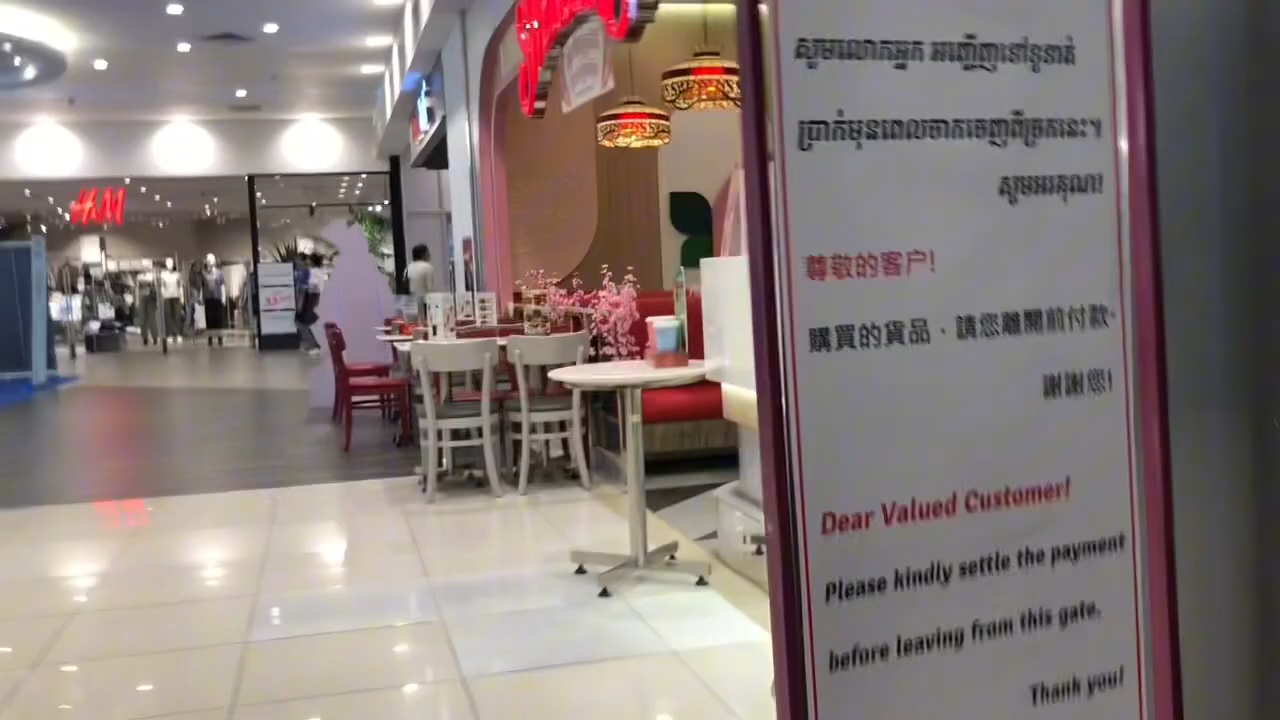 H&M
សូមលោកអ្នក អញ្ជើញទៅទូទាត់
ប្រាក់មុនពេលចាកចេញពីច្រកនេះ។
សូមអរគុណ!
尊敬的客户!
購買的貨品、請您離開前付款。
謝謝您!
Dear Valued Customer!
Please kindly settle the payment
before leaving from this gate.
Thank you!